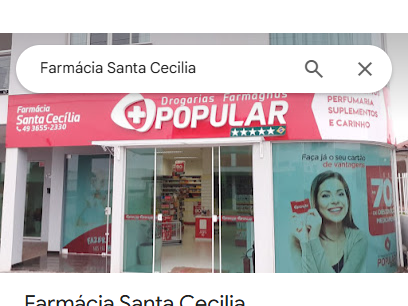 Farmácia Santa Cecilia
Drogarias Farmagnus
Farmácia
Santa Cecília
49 3655-2330
+POPULAR
PERFUMARIA
SUPLEMENTOS
E CARINHO
Faça já o seu cartão
de vantagens
70
Farmácia Santa Cecilia